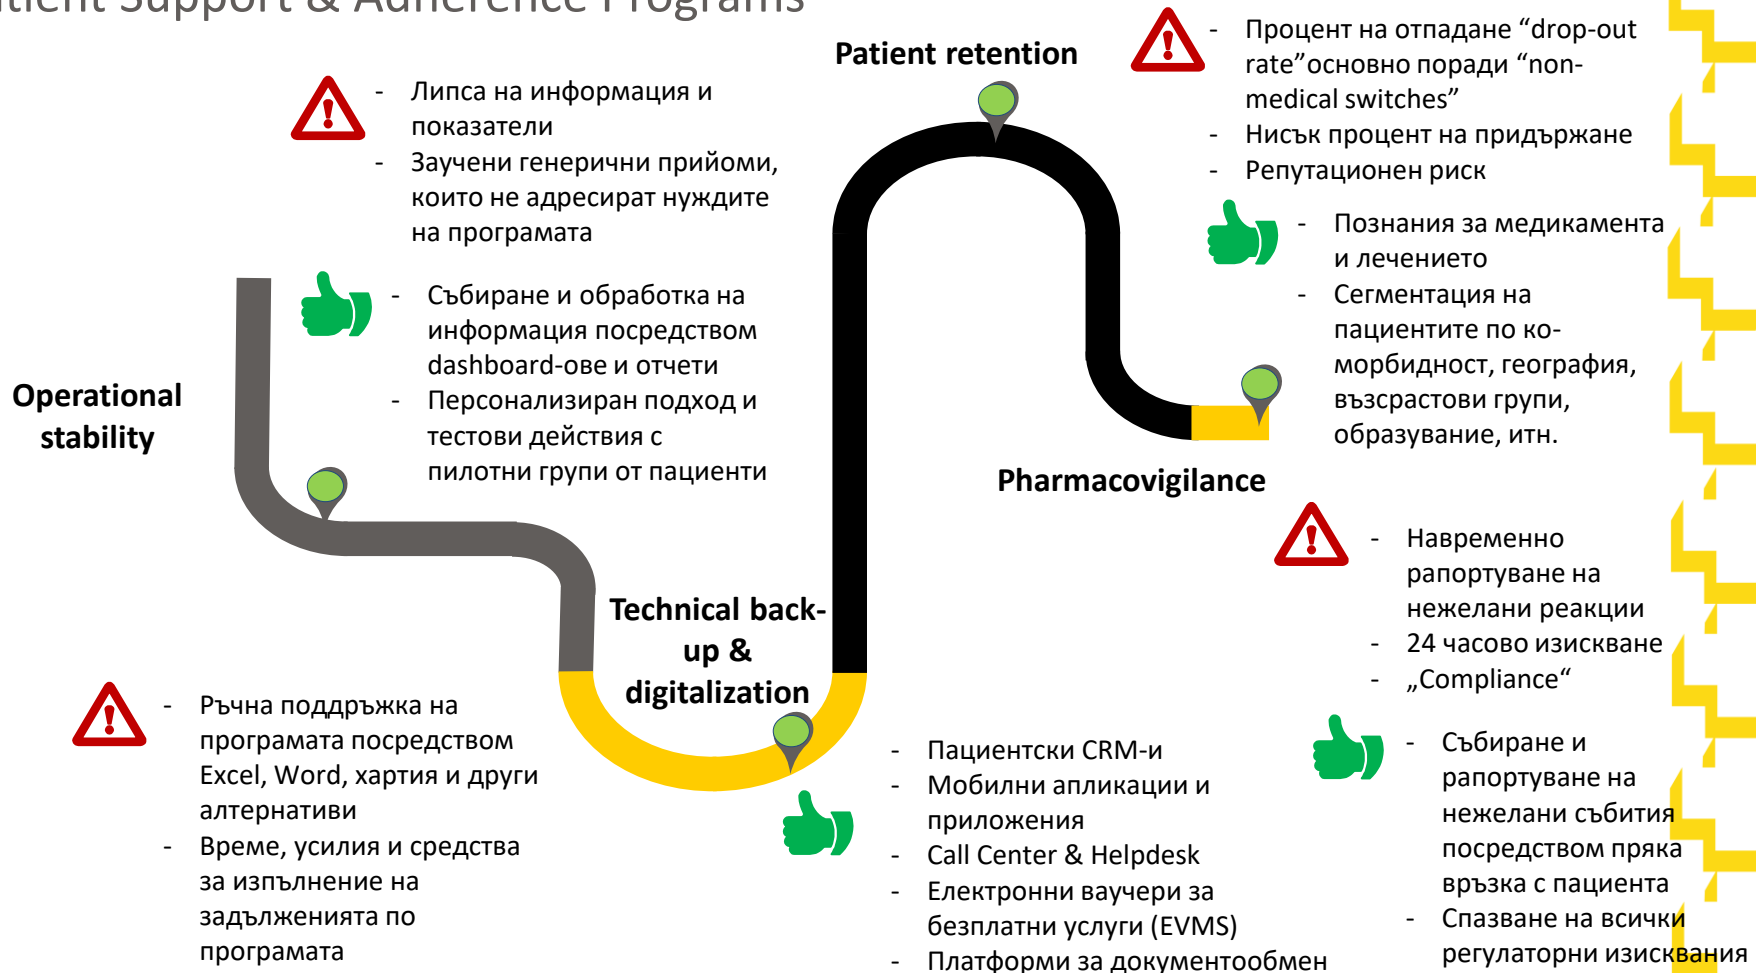 tient Support & Adherence Programs
Operational
stability
- Липса на информация и
показатели
- Заучени генерични прийоми,
които не адресират нуждите
на програмата
- Събиране и обработка на
информация посредством
dashboard-ове и отчети
- Персонализиран подход и
тестови действия с
пилотни групи от пациенти
Technical back-
up &
digitalization
- Ръчна поддръжка на
програмата посредством
Excel, Word, хартия и други
алтернативи
- Време, усилия и средства
за изпълнение на
задълженията по
програмата
- Пациентски CRM-и
- Мобилни апликации и
приложения
- Call Center & Helpdesk
- Електронни ваучери за
безплатни услуги (EVMS)
- Платформи за документообмен
Patient retention
- Процент на отпадане “drop-out
rate”основно поради “non-
medical switches”
- Нисък процент на придържане
- Репутационен риск
- Познания за медикамента
и лечението
- Сегментация на
пациентите по ко-
морбидност, география,
възсрастови групи,
образувание, итн.
Pharmacovigilance
- Навременно
рапортуване на
нежелани реакции
- 24 часово изискване
- „Compliance“
- Събиране и
рапортуване на
нежелани събития
посредством пряка
връзка с пациента
- Спазване на всички
регулаторни изисквания